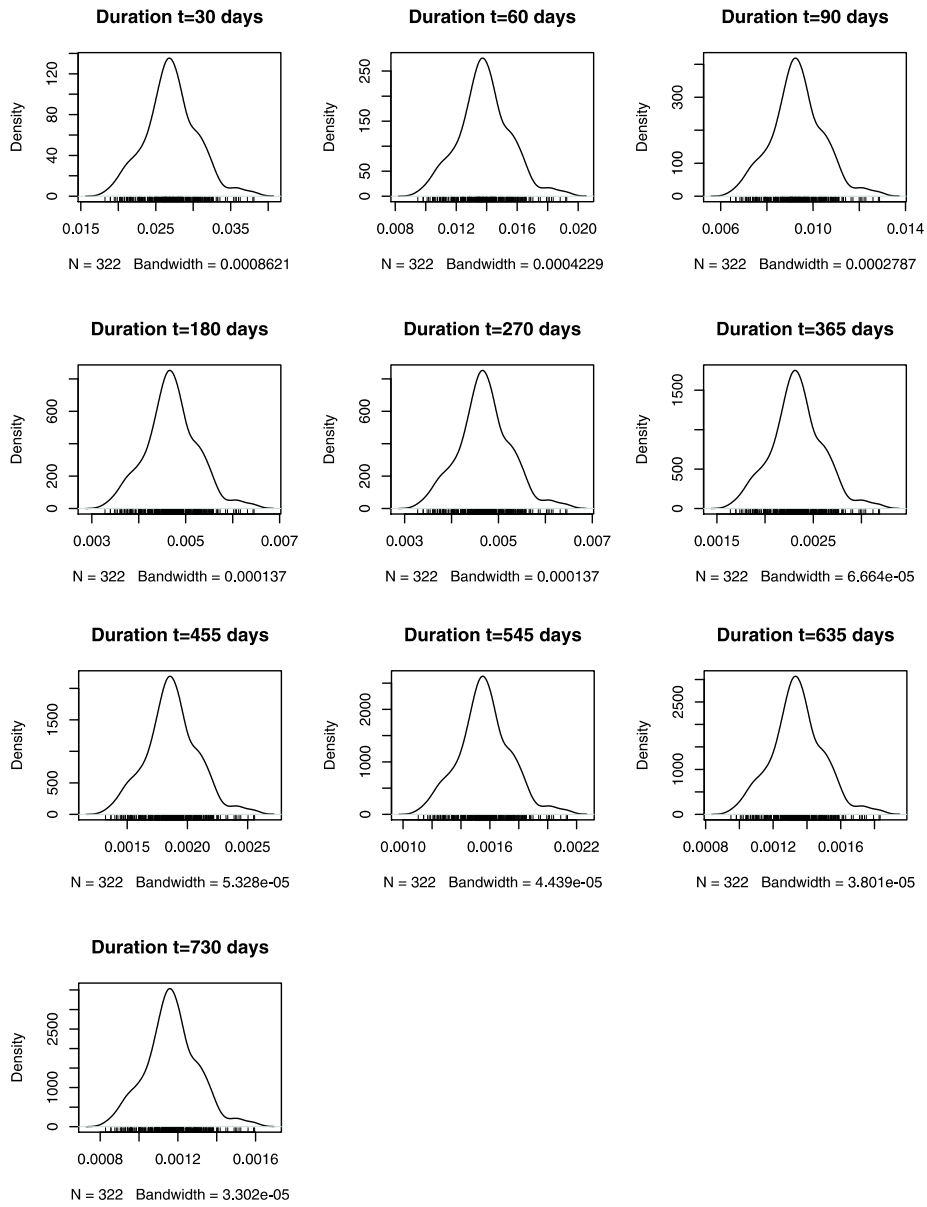 Duration t=30 days
Duration t=60 days
Duration t=90 days
Density
0 40 80 120
0.015 0.025 0.035
N = 322 Bandwidth = 0.0008621
Density
0 50 150 250
0.008 0.012 0.016 0.020
N = 322 Bandwidth = 0.0004229
Density
0 100 300
0.006 0.010 0.014
N = 322 Bandwidth = 0.0002787
Duration t=180 days
Duration t=270 days
Duration t=365 days
Density
0 200 600
0.003 0.005 0.007
N = 322 Bandwidth = 0.000137
Density
0 200 600
0.003 0.005 0.007
N = 322 Bandwidth = 0.000137
Density
0 500 1500
0.0015 0.0025
N = 322 Bandwidth = 6.664e-05
Duration t=455 days
Duration t=545 days
Duration t=635 days
Density
0 500 1500
0.0015 0.0020 0.0025
N = 322 Bandwidth = 5.328e-05
Density
0 1000 2000
0.0010 0.0016 0.0022
N = 322 Bandwidth = 4.439e-05
Density
0 1000 2500
0.0008 0.0012 0.0016
N = 322 Bandwidth = 3.801e-05
Duration t=730 days
Density
0 1000 2500
0.0008 0.0012 0.0016
N = 322 Bandwidth = 3.302e-05